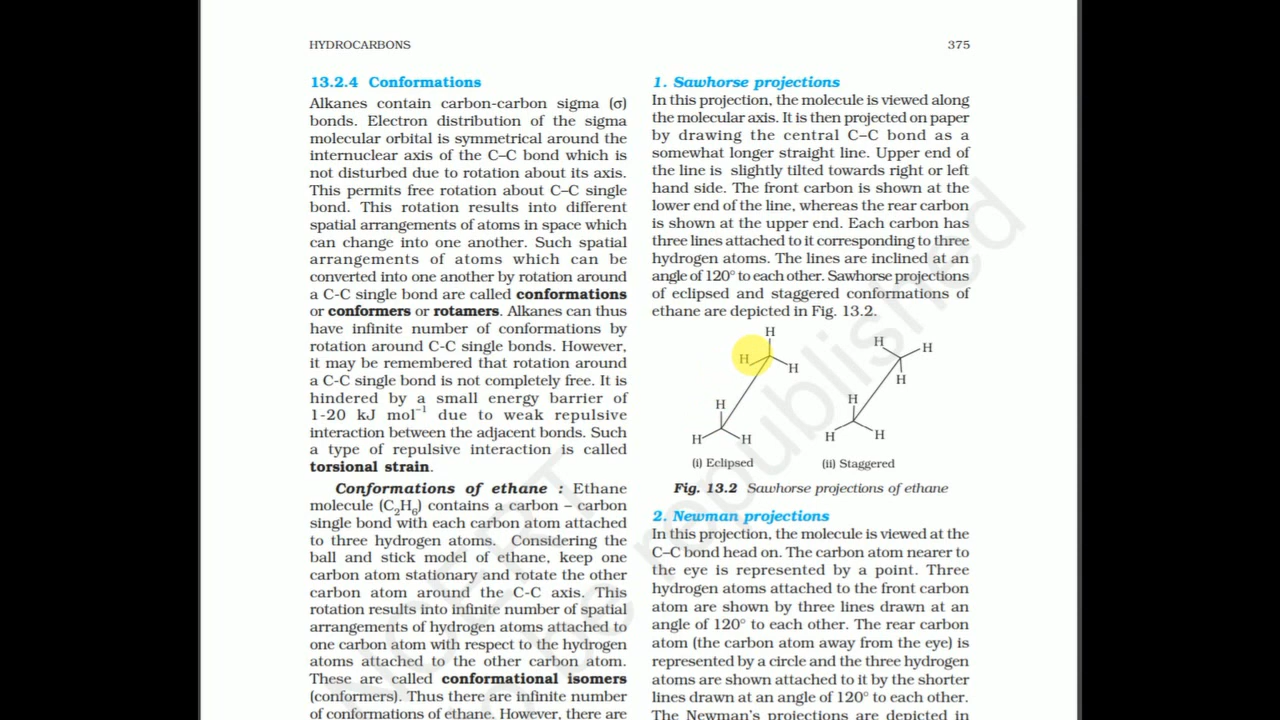 HYDROCARBONS
375
13.2.4 Conformations
Alkanes contain carbon-carbon sigma (σ)
bonds. Electron distribution of the sigma
molecular orbital is symmetrical around the
internuclear axis of the C–C bond which is
not disturbed due to rotation about its axis.
This permits free rotation about C–C single
bond. This rotation results into different
spatial arrangements of atoms in space which
can change into one another. Such spatial
arrangements of atoms which can be
converted into one another by rotation around
a C-C single bond are called conformations
or conformers or rotamers. Alkanes can thus
have infinite number of conformations by
rotation around C-C single bonds. However,
it may be remembered that rotation around
a C-C single bond is not completely free. It is
hindered by a small energy barrier of
1-20 kJ mol⁻¹ due to weak repulsive
interaction between the adjacent bonds. Such
a type of repulsive interaction is called
torsional strain.
Conformations of ethane : Ethane
molecule (C₂H₆) contains a carbon – carbon
single bond with each carbon atom attached
to three hydrogen atoms. Considering the
ball and stick model of ethane, keep one
carbon atom stationary and rotate the other
carbon atom around the C-C axis. This
rotation results into infinite number of spatial
arrangements of hydrogen atoms attached to
one carbon atom with respect to the hydrogen
atoms attached to the other carbon atom.
These are called conformational isomers
(conformers). Thus there are infinite number
of conformations of ethane. However, there are
1. Sawhorse projections
In this projection, the molecule is viewed along
the molecular axis. It is then projected on paper
by drawing the central C–C bond as a
somewhat longer straight line. Upper end of
the line is slightly tilted towards right or left
hand side. The front carbon is shown at the
lower end of the line, whereas the rear carbon
is shown at the upper end. Each carbon has
three lines attached to it corresponding to three
hydrogen atoms. The lines are inclined at an
angle of 120° to each other. Sawhorse projections
of eclipsed and staggered conformations of
ethane are depicted in Fig. 13.2.
H
H H
H
H H
H H
H
H
H H
(i) Eclipsed
(ii) Staggered
Fig. 13.2 Sawhorse projections of ethane
2. Newman projections
In this projection, the molecule is viewed at the
C–C bond head on. The carbon atom nearer to
the eye is represented by a point. Three
hydrogen atoms attached to the front carbon
atom are shown by three lines drawn at an
angle of 120° to each other. The rear carbon
atom (the carbon atom away from the eye) is
represented by a circle and the three hydrogen
atoms are shown attached to it by the shorter
lines drawn at an angle of 120° to each other.
The Newman's projections are depicted in
NCERT
be republished